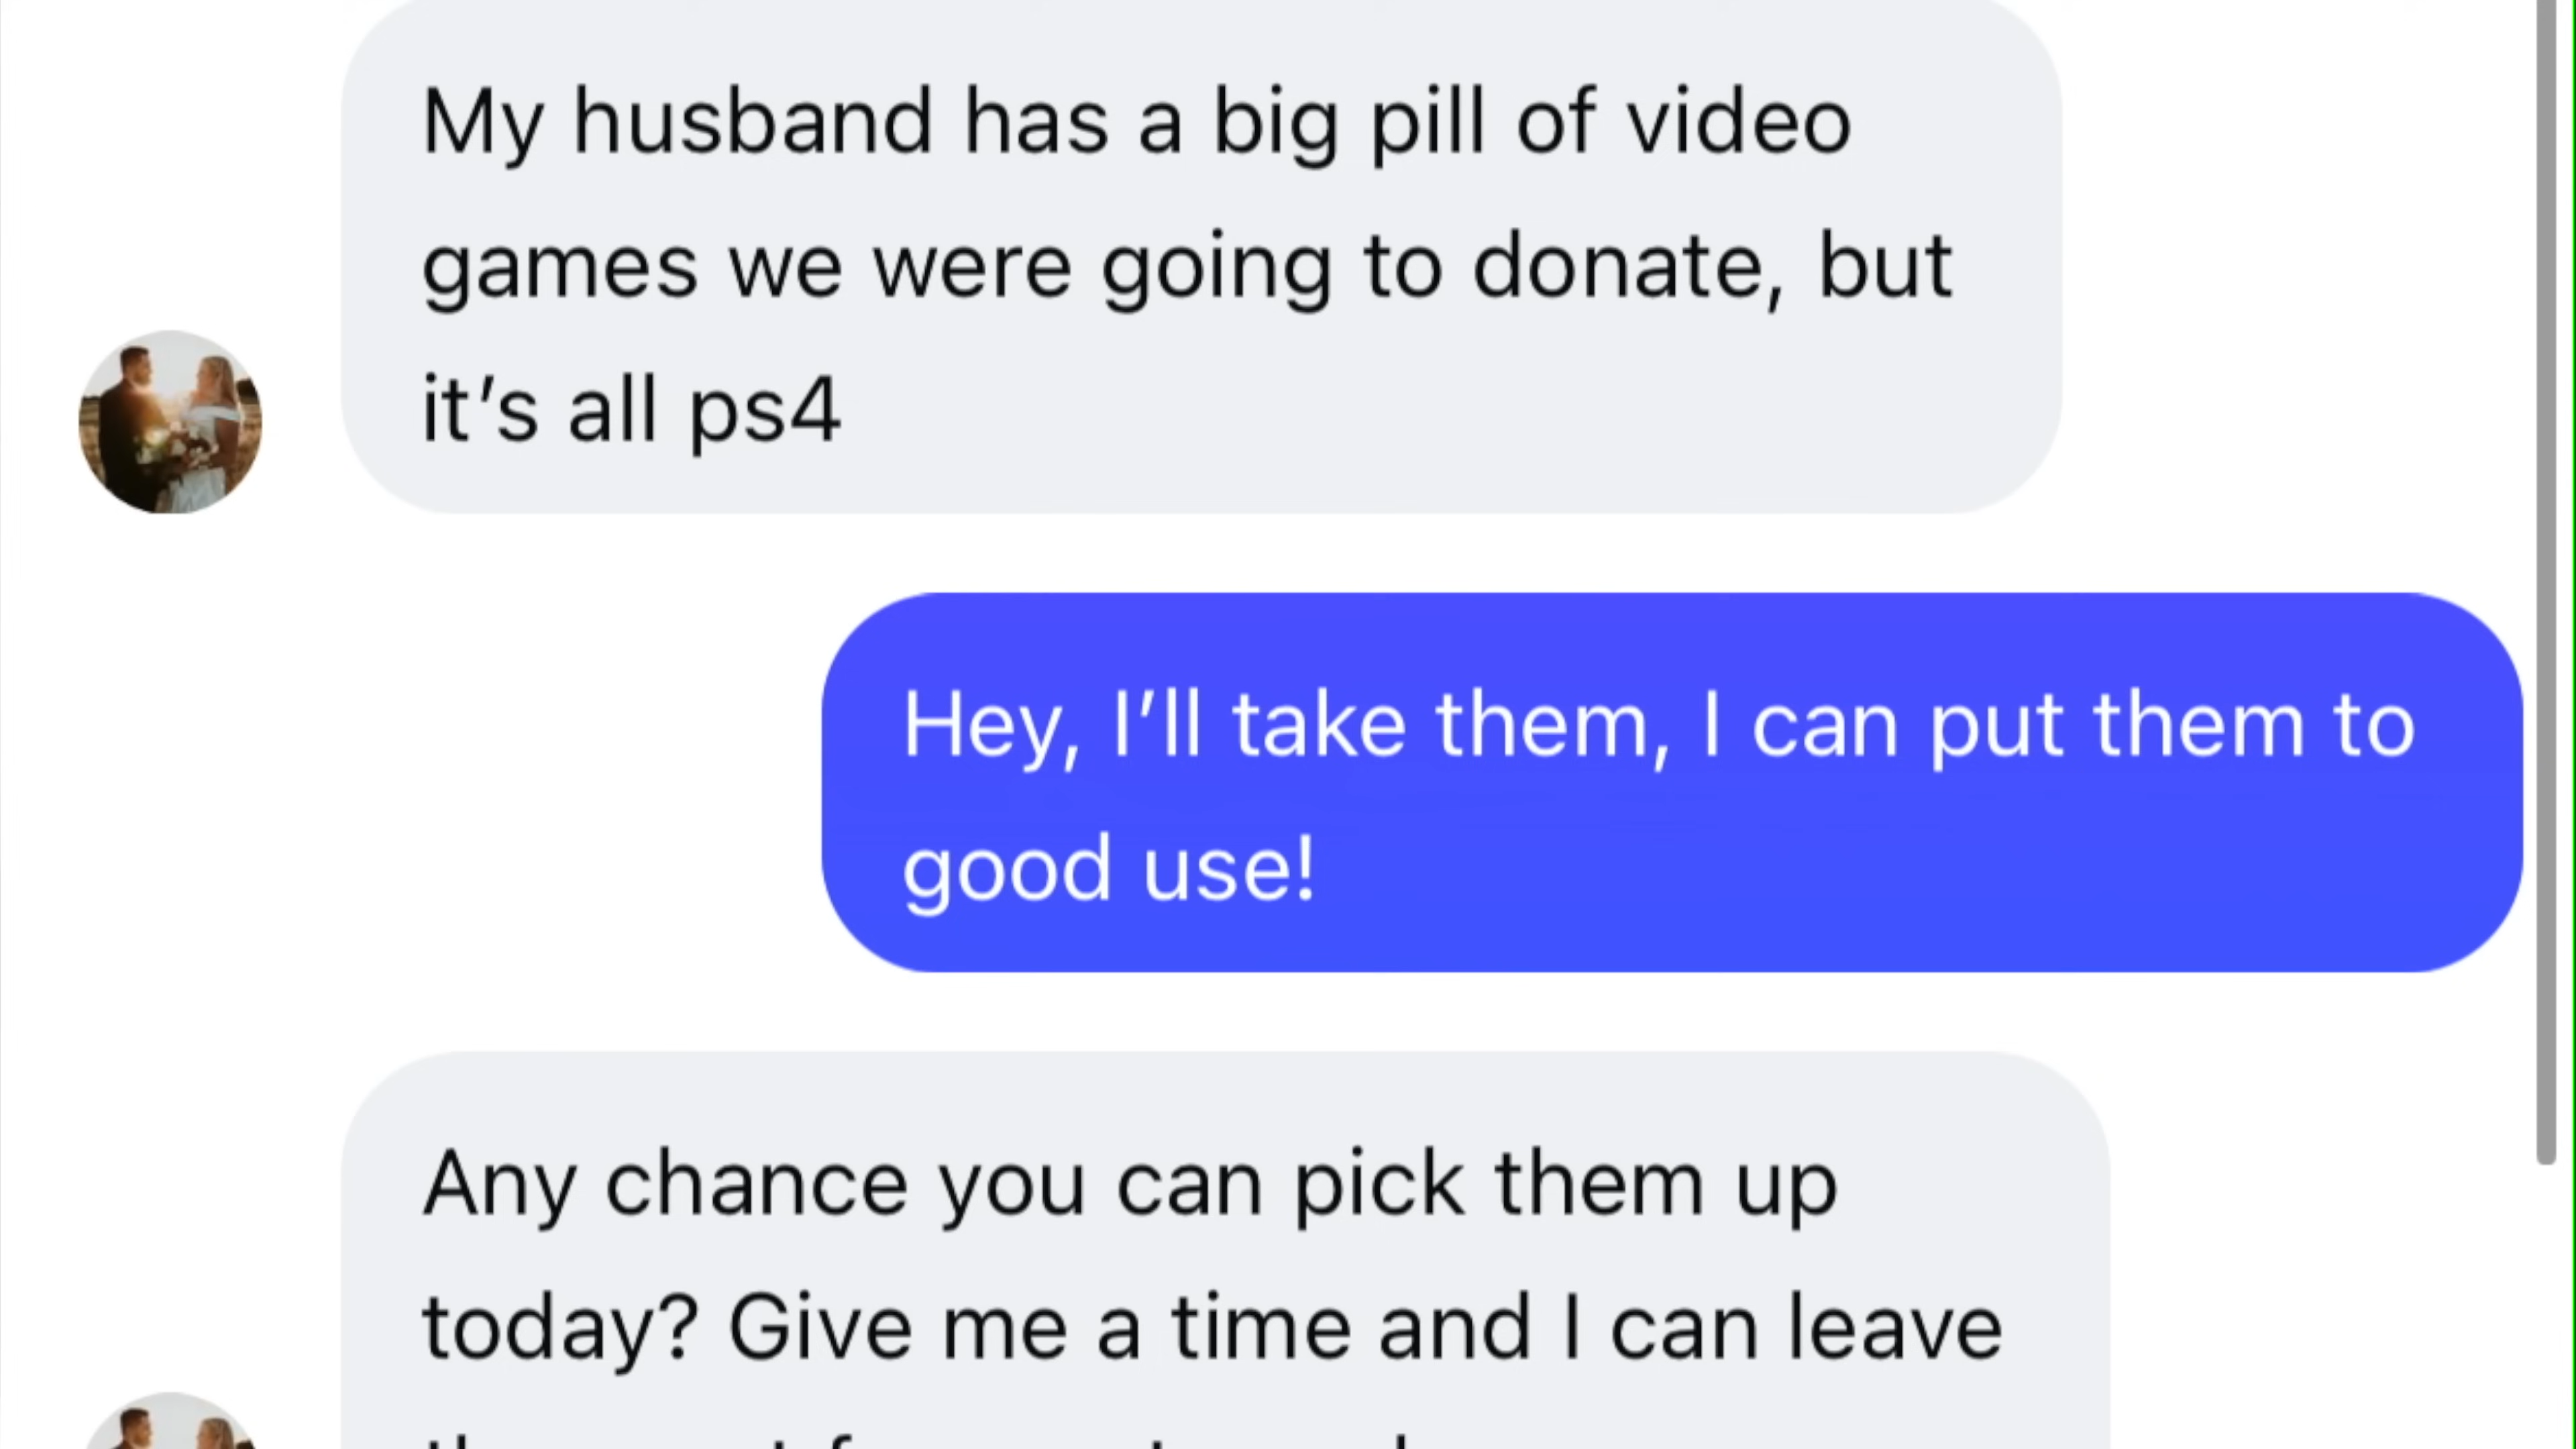 My husband has a big pill of video
games we were going to donate, but
it’s all ps4
Hey, I’ll take them, I can put them to
good use!
Any chance you can pick them up
today? Give me a time and I can leave